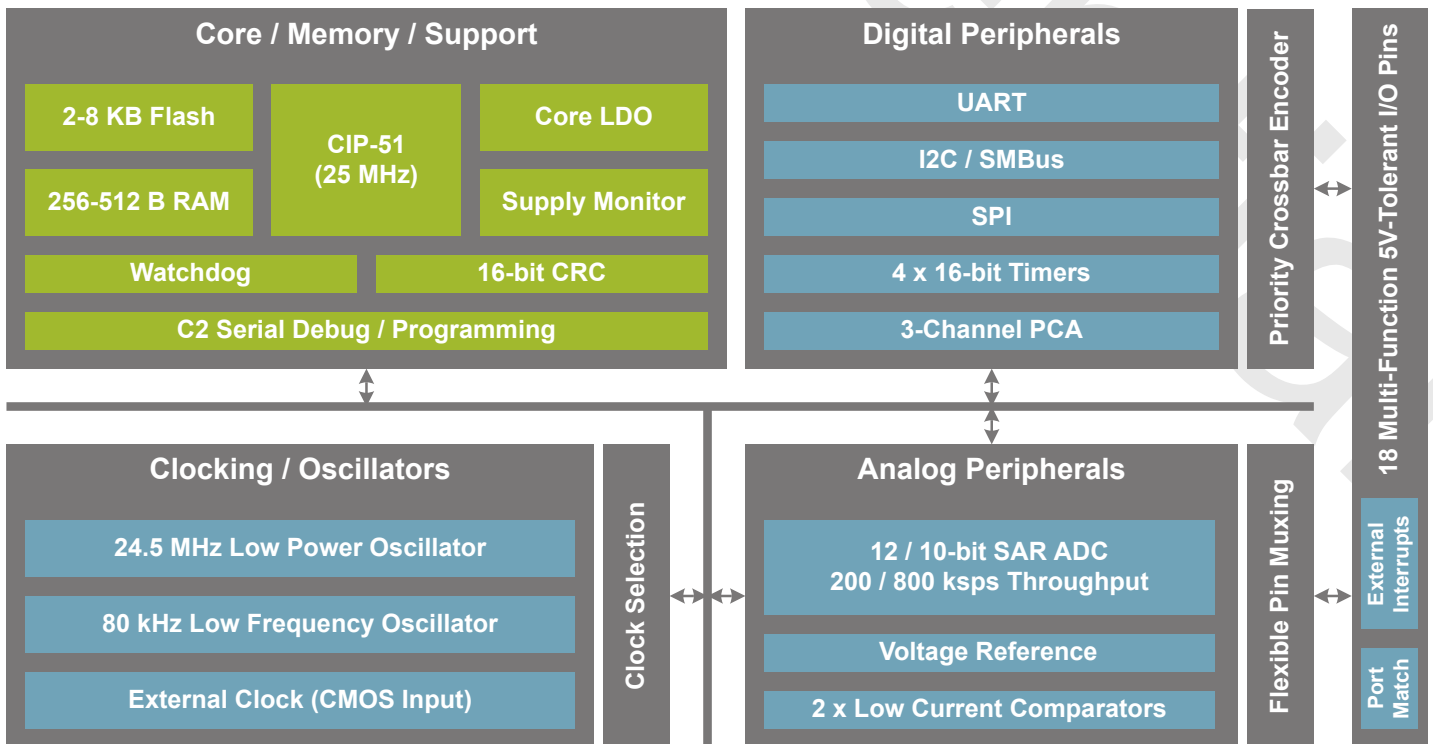 Core / Memory / Support
2-8 KB Flash
256-512 B RAM
CIP-51
(25 MHz)
Core LDO
Supply Monitor
Watchdog
16-bit CRC
C2 Serial Debug / Programming
Digital Peripherals
UART
I2C / SMBus
SPI
4 x 16-bit Timers
3-Channel PCA
Priority Crossbar Encoder
18 Multi-Function 5V-Tolerant I/O Pins
External
Interrupts
Port
Match
Clocking / Oscillators
24.5 MHz Low Power Oscillator
80 kHz Low Frequency Oscillator
External Clock (CMOS Input)
Clock Selection
Analog Peripherals
12 / 10-bit SAR ADC
200 / 800 ksps Throughput
Voltage Reference
2 x Low Current Comparators
Flexible Pin Muxing